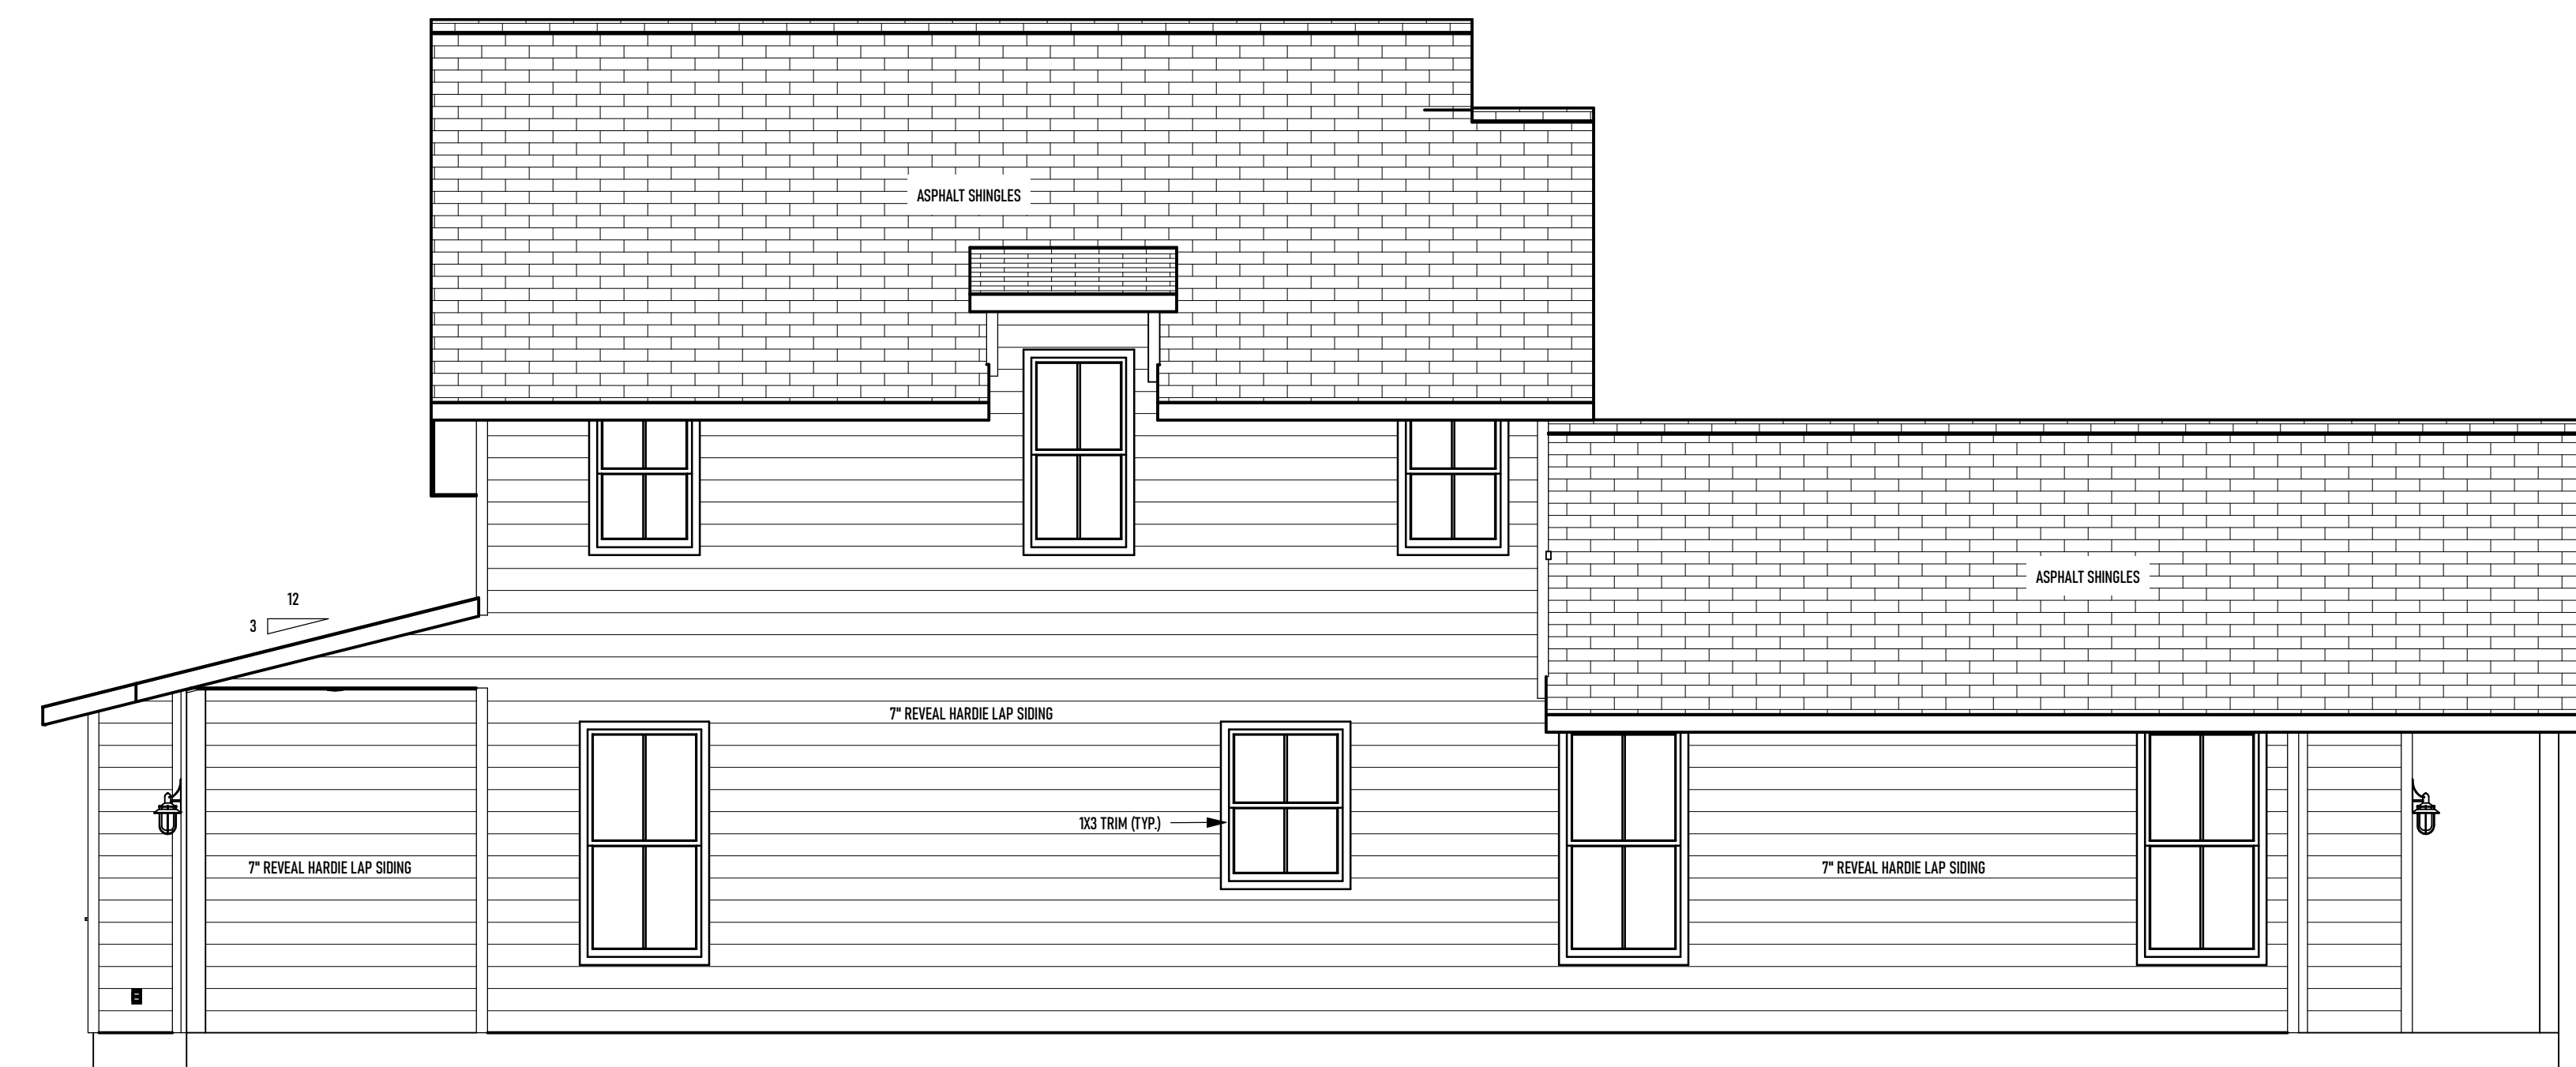 ASPHALT SHINGLES
ASPHALT SHINGLES
12
3
7" REVEAL HARDIE LAP SIDING
1X3 TRIM (TYP.)
7" REVEAL HARDIE LAP SIDING
7" REVEAL HARDIE LAP SIDING